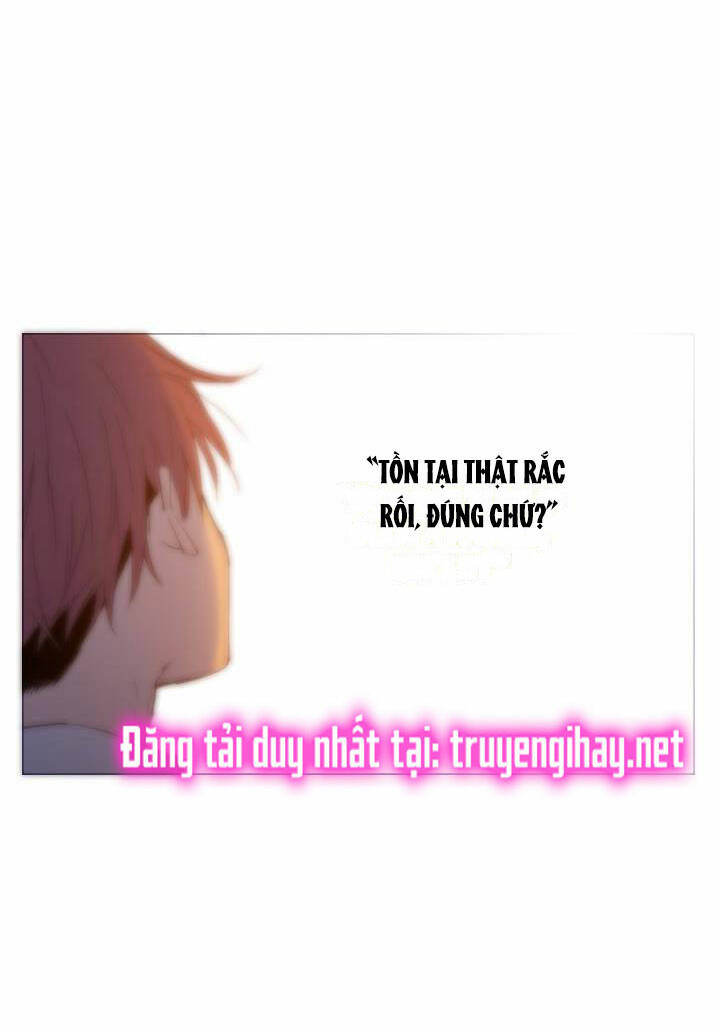 “TỒN TẠI THẬT RẮC
RỐI, ĐÚNG CHỨ?”
Đăng tải duy nhất tại: truyengihay.net